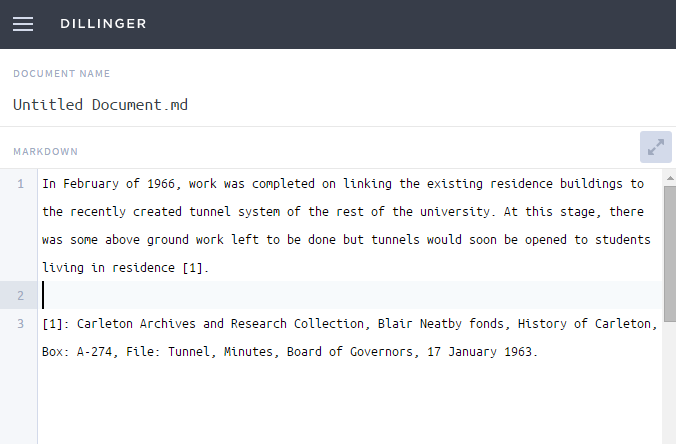 DILLINGER
DOCUMENT NAME
Untitled Document.md
MARKDOWN
1 In February of 1966, work was completed on linking the existing residence buildings to
the recently created tunnel system of the rest of the university. At this stage, there
was some above ground work left to be done but tunnels would soon be opened to students
living in residence [1].
2
3 [1]: Carleton Archives and Research Collection, Blair Neatby fonds, History of Carleton,
Box: A-274, File: Tunnel, Minutes, Board of Governors, 17 January 1963.